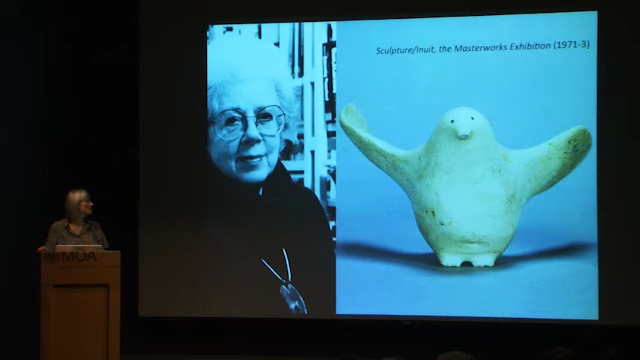 Sculpture/Inuit, the Masterworks Exhibition (1971-3)
MOA